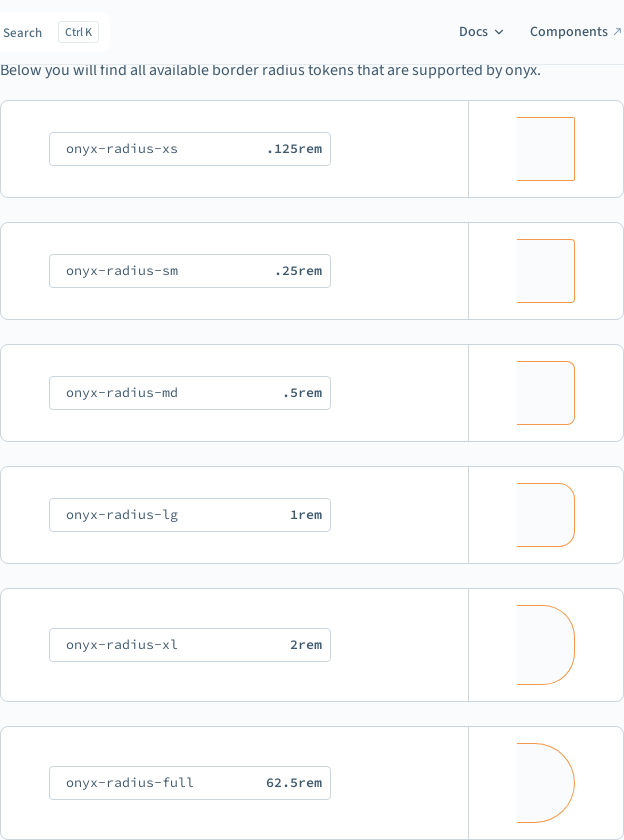 Search Ctrl K Docs Components
Below you will find all available border radius tokens that are supported by onyx.
onyx-radius-xs .125rem
onyx-radius-sm .25rem
onyx-radius-md .5rem
onyx-radius-lg 1rem
onyx-radius-xl 2rem
onyx-radius-full 62.5rem